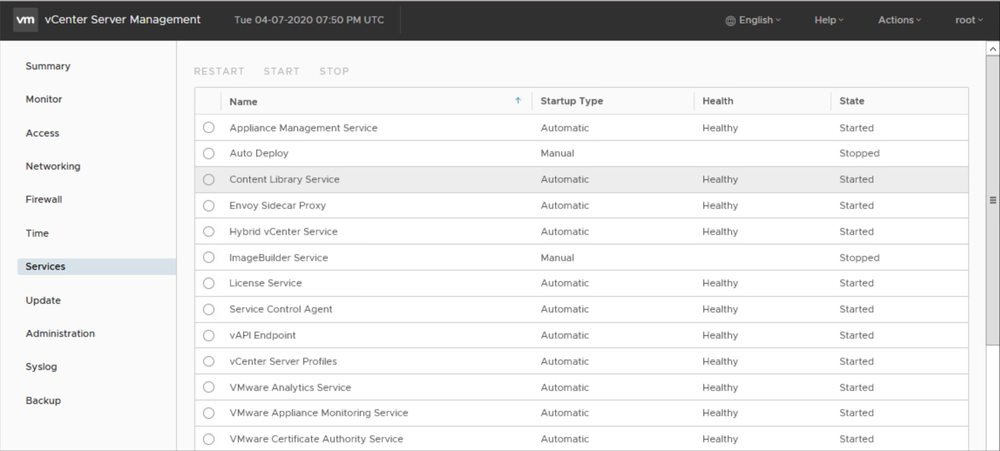 vm vCenter Server Management Tue 04-07-2020 07:50 PM UTC English Help Actions root
Summary
Monitor
Access
Networking
Firewall
Time
Services
Update
Administration
Syslog
Backup
RESTART START STOP
Name Startup Type Health State
Appliance Management Service Automatic Healthy Started
Auto Deploy Manual Stopped
Content Library Service Automatic Healthy Started
Envoy Sidecar Proxy Automatic Healthy Started
Hybrid vCenter Service Automatic Healthy Started
ImageBuilder Service Manual Stopped
License Service Automatic Healthy Started
Service Control Agent Automatic Healthy Started
vAPI Endpoint Automatic Healthy Started
vCenter Server Profiles Automatic Healthy Started
VMware Analytics Service Automatic Healthy Started
VMware Appliance Monitoring Service Automatic Healthy Started
VMware Certificate Authority Service Automatic Healthy Started